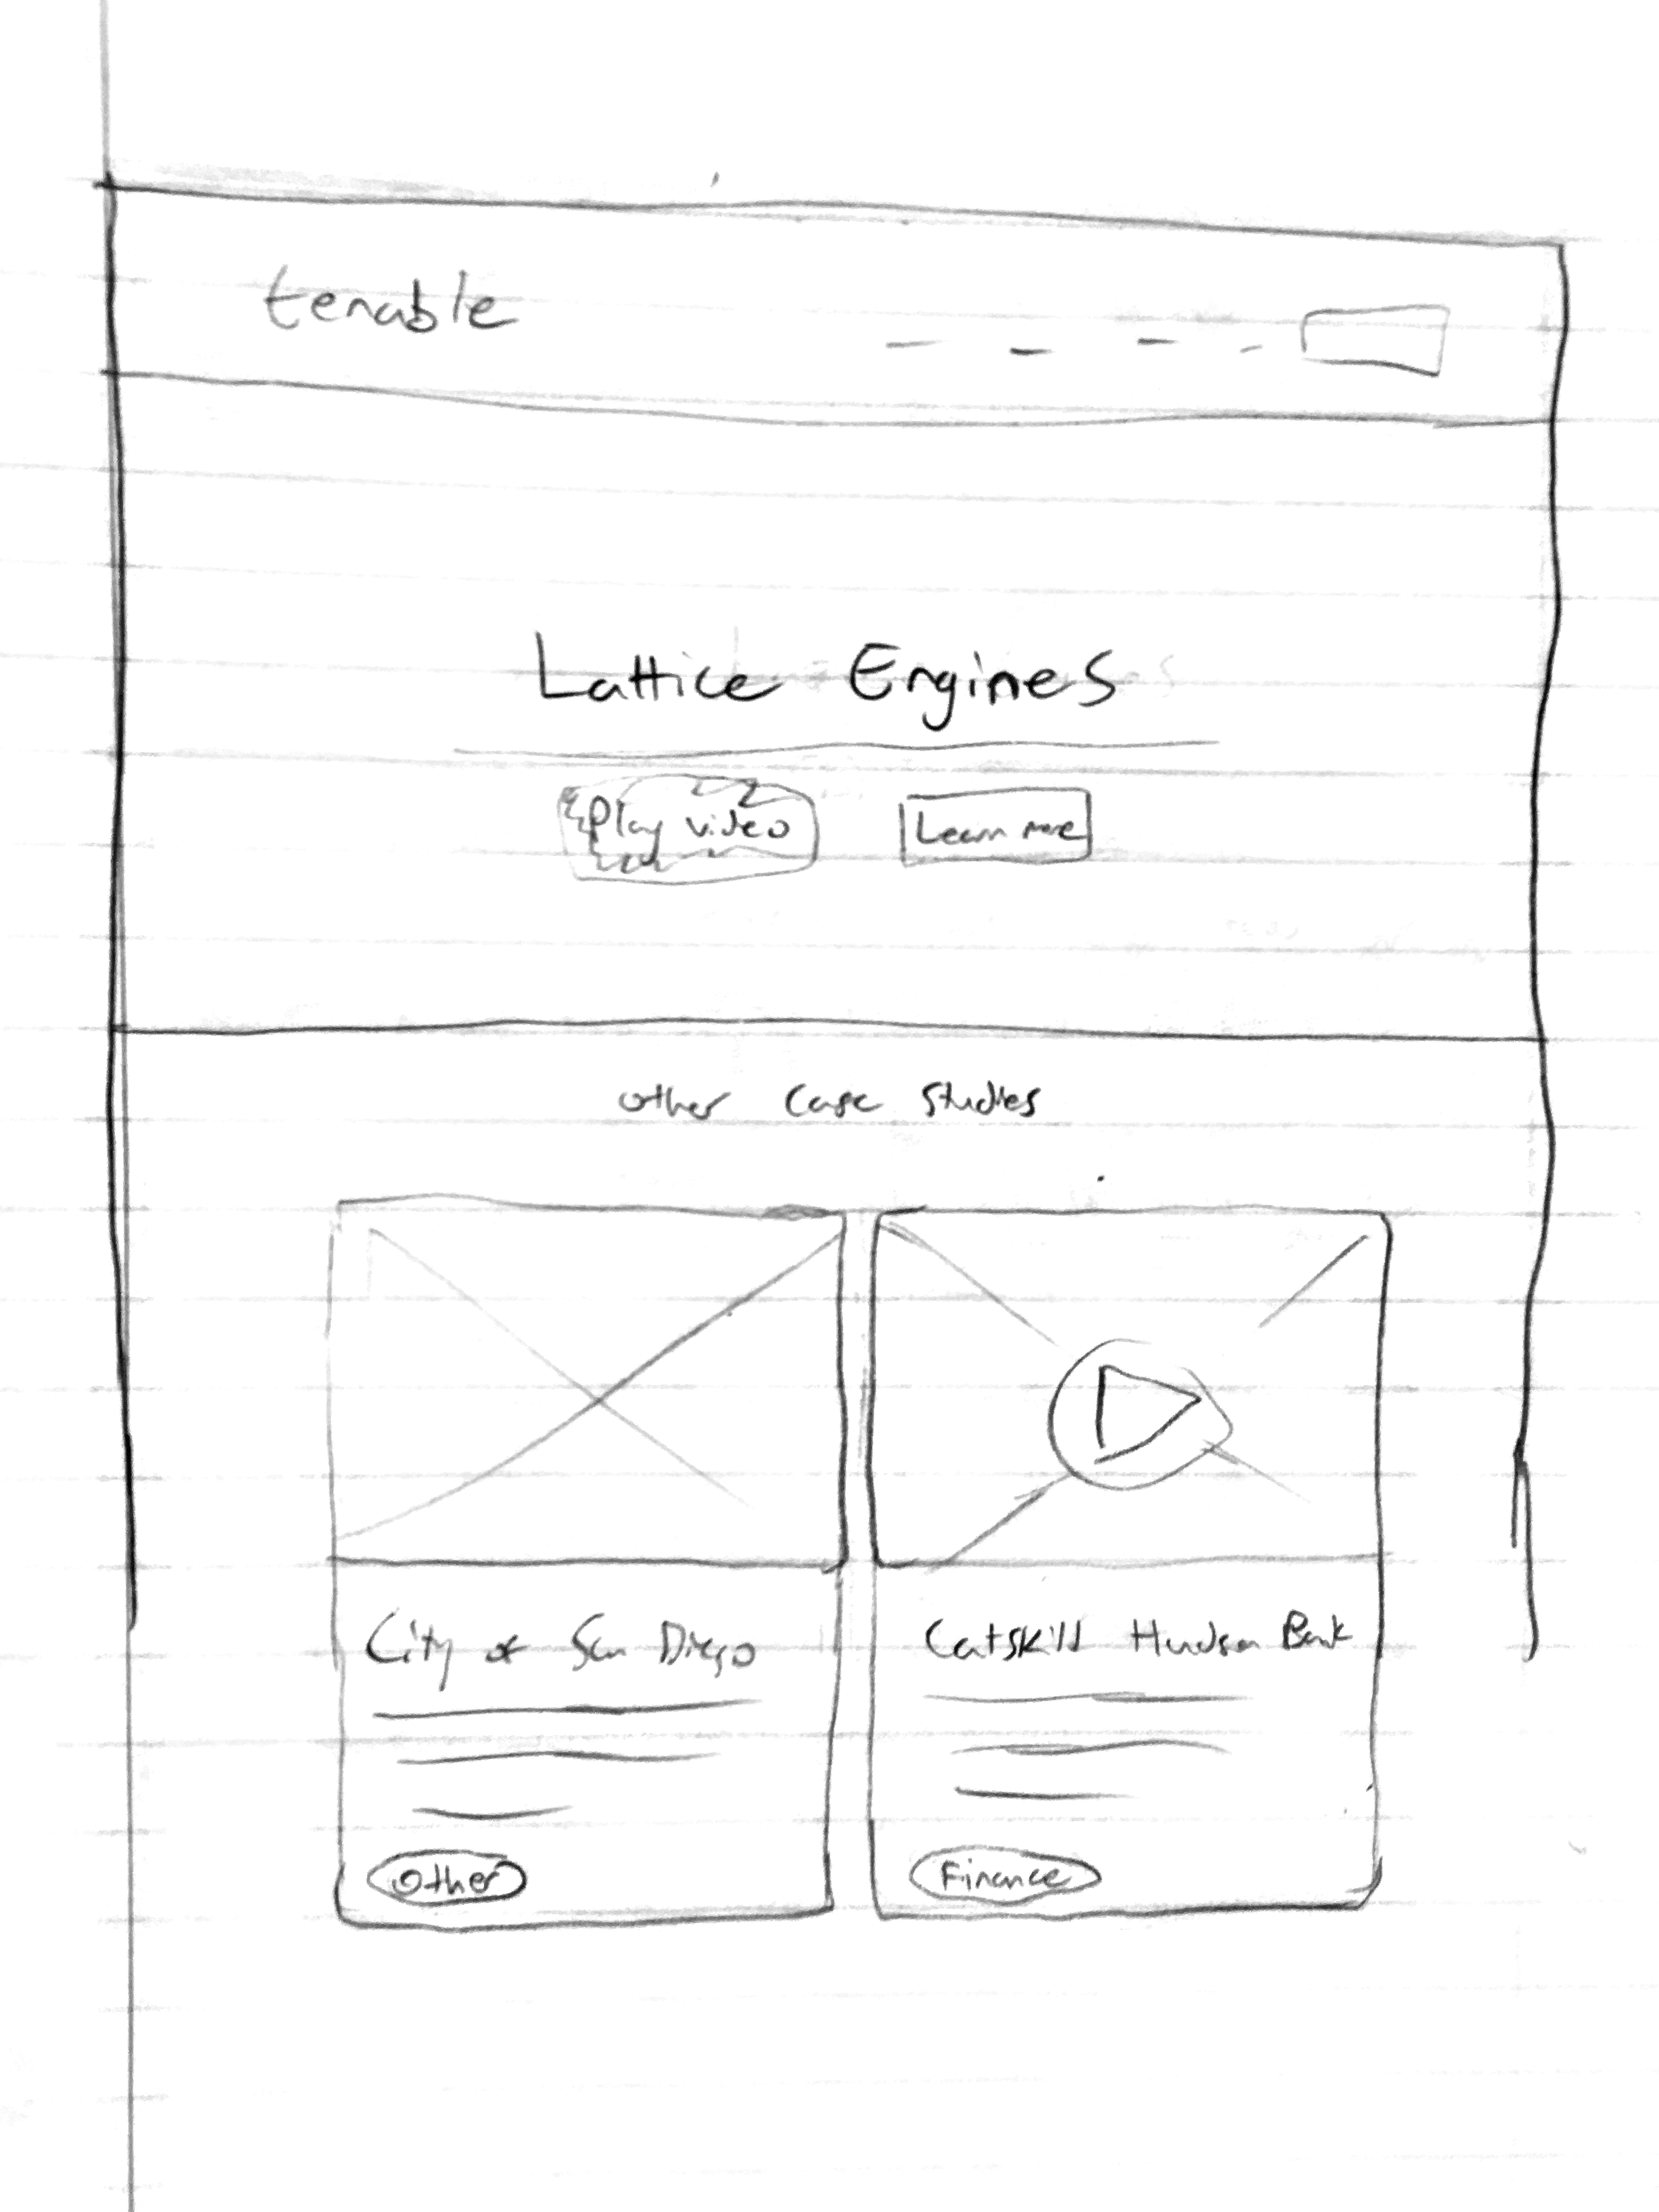 tenable
Lattice Engines
Play video
Learn more
other case studies
City of San Diego
Catskill Hudson Bank
Other
Finance